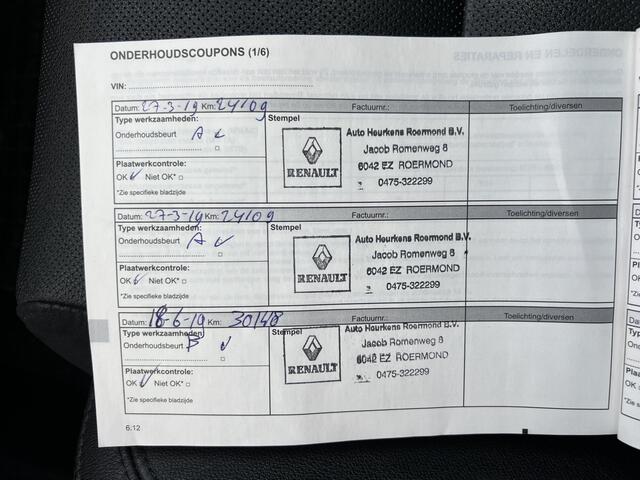 ONDERHOUDSCOUPONS (1/6)
VIN:
Datum: 27-3-19 Km: 24109 Factuurnr.: Toelichting/diversen
Type werkzaamheden: Stempel
Onderhoudsbeurt A ✓
Plaatwerkcontrole:
OK ✓ Niet OK* □
*Zie specifieke bladzijde
RENAULT
Auto Heurkens Roermond B.V.
Jacob Romenweg 8
6042 EZ ROERMOND
0475-322299
Datum: 27-3-19 Km: 24109 Factuurnr.: Toelichting/diversen
Type werkzaamheden: Stempel
Onderhoudsbeurt A ✓
Plaatwerkcontrole:
OK ✓ Niet OK* □
*Zie specifieke bladzijde
RENAULT
Auto Heurkens Roermond B.V.
Jacob Romenweg 8
6042 EZ ROERMOND
0475-322299
Datum: 18-6-19 Km: 30148 Factuurnr.: Toelichting/diversen
Type werkzaamheden: Stempel
Onderhoudsbeurt B ✓
Plaatwerkcontrole:
OK ✓ Niet OK* □
*Zie specifieke bladzijde
RENAULT
Auto Heurkens Roermond B.V.
Jacob Romenweg 8
6042 EZ ROERMOND
0475-322299
6.12